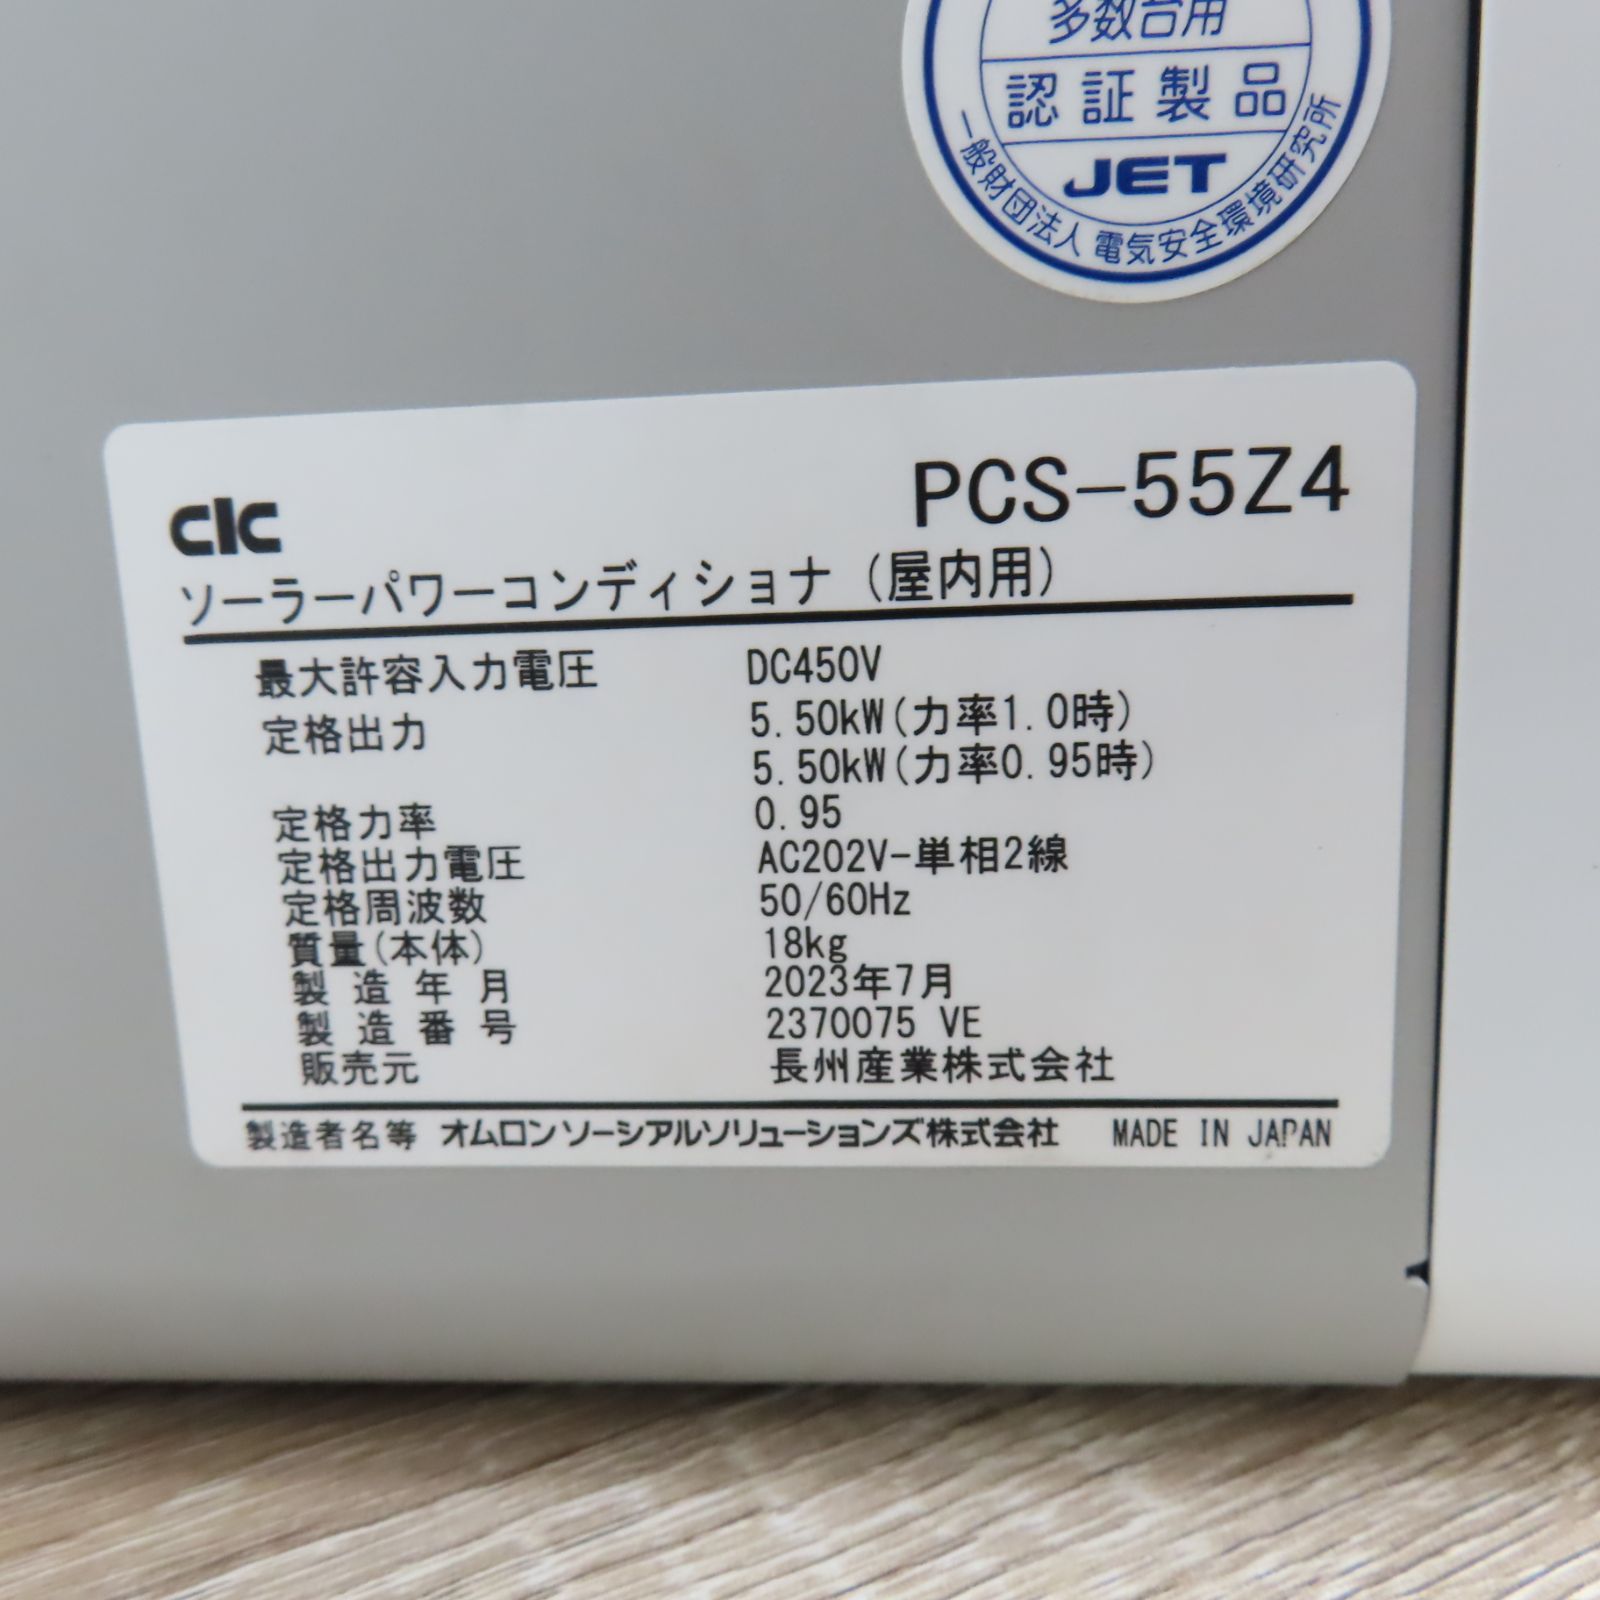 多数台用
認証製品
JET
一般財団法人 電気安全環境研究所
CIC
PCS-55Z4
ソーラーパワーコンディショナ (屋内用)
最大許容入力電圧 DC450V
定格出力 5.50kW(力率1.0時)
5.50kW(力率0.95時)
定格力率 0.95
定格出力電圧 AC202V-単相2線
定格周波数 50/60Hz
質量(本体) 18kg
製造年月 2023年7月
製造番号 2370075 VE
販売元 長州産業株式会社
製造者名等 オムロンソーシアルソリューションズ株式会社 MADE IN JAPAN